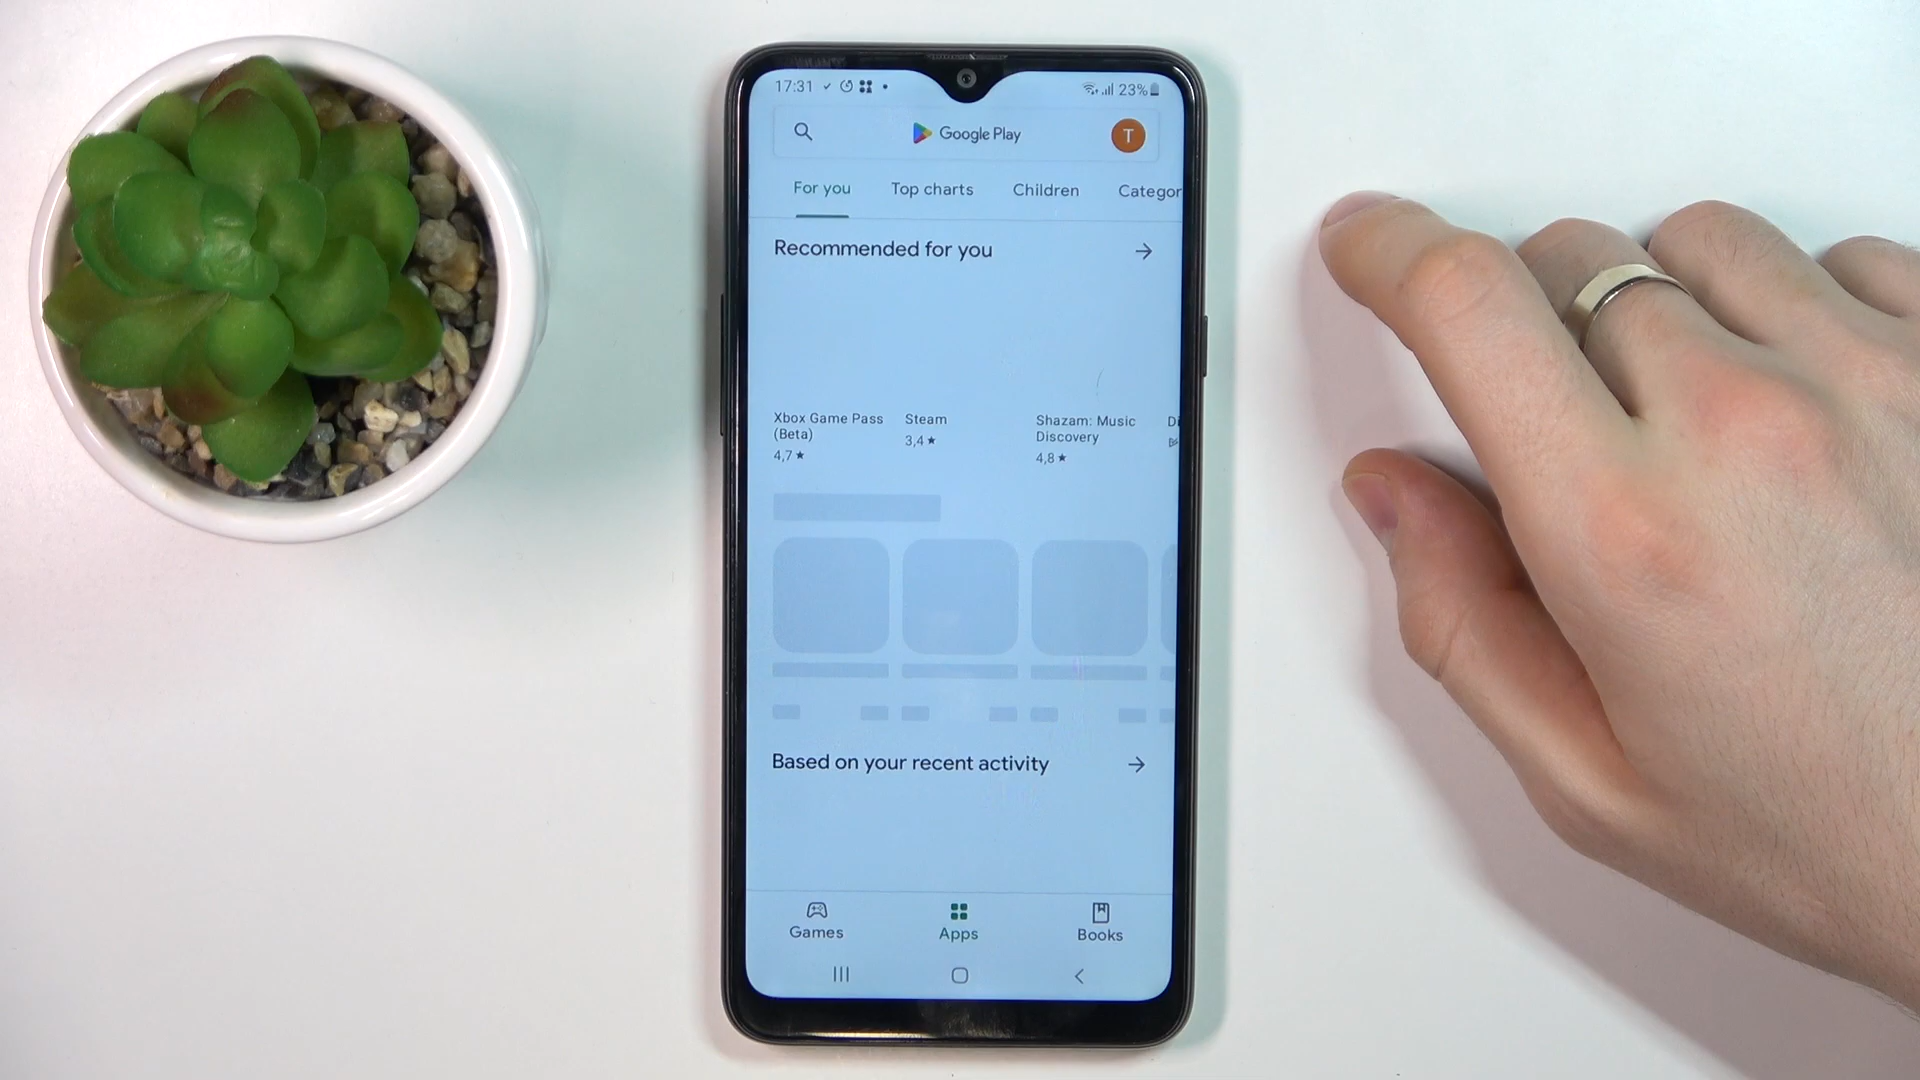 17:31
23%
Google Play
T
For you Top charts Children Categor
Recommended for you
Xbox Game Pass
(Beta)
4,7★
Steam
3,4★
Shazam: Music
Discovery
4,8★
Di
Based on your recent activity
Games Apps Books